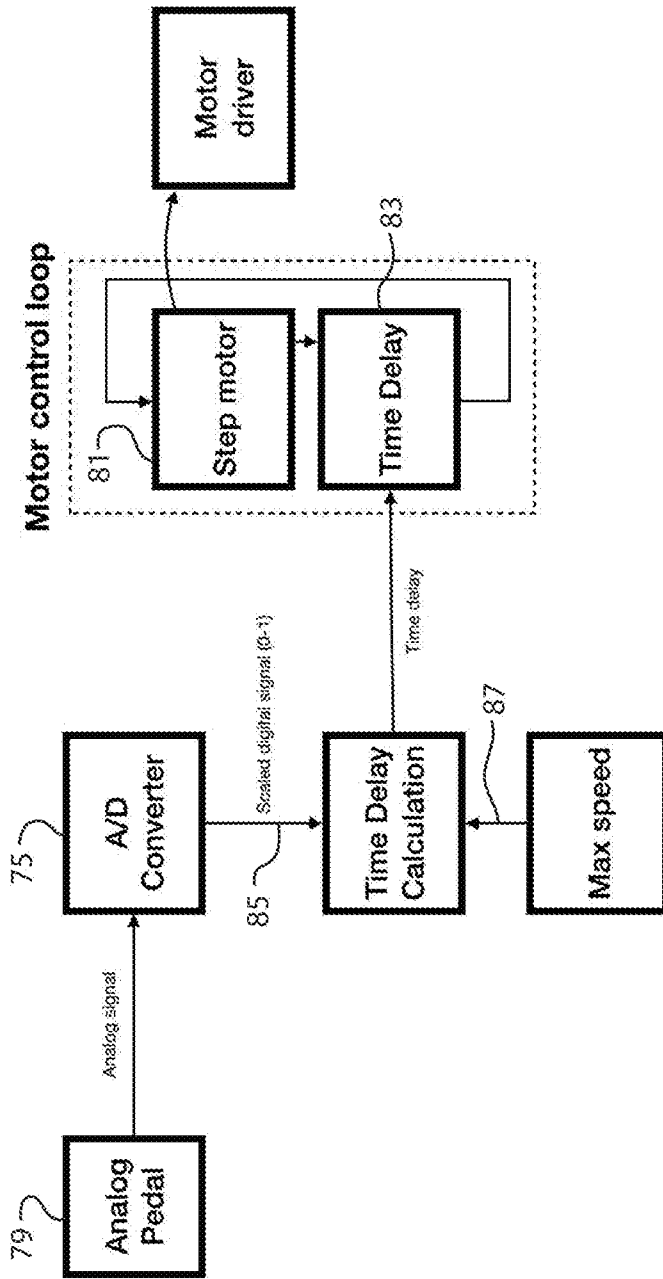 79
Analog
Pedal
Analog signal
75
A/D
Converter
85
Scaled digital signal (0-1)
Time Delay
Calculation
87
Max speed
Time delay
Motor control loop
81
Step motor
83
Time Delay
Motor
driver